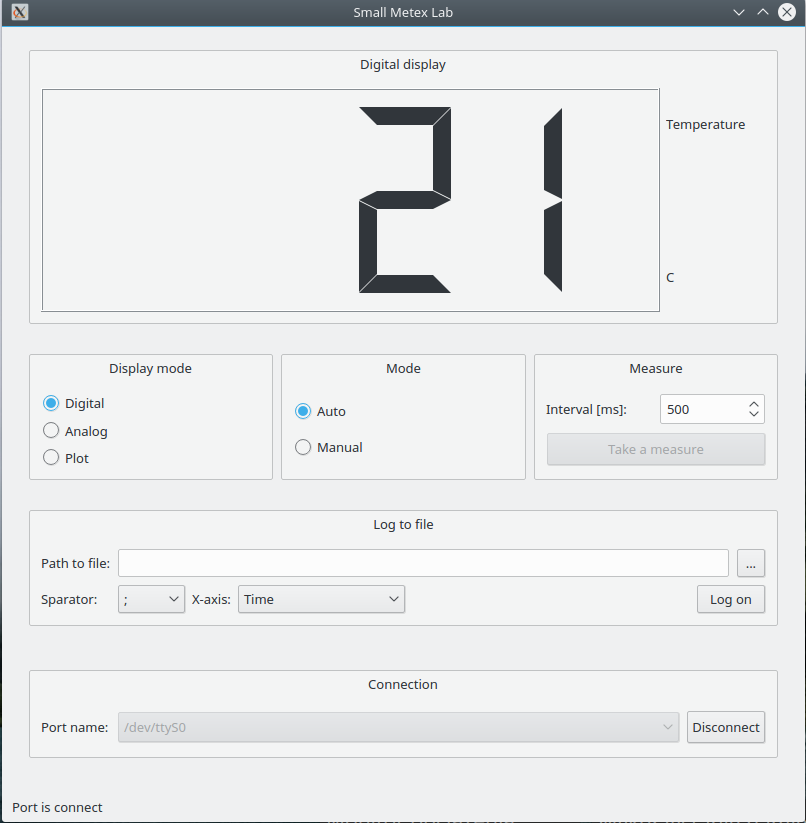 Small Metex Lab
Digital display
21
Temperature
C
Display mode
Digital
Analog
Plot
Mode
Auto
Manual
Measure
Interval [ms]: 500
Take a measure
Log to file
Path to file: ...
Sparator: ; X-axis: Time Log on
Connection
Port name: /dev/ttyS0 Disconnect
Port is connect